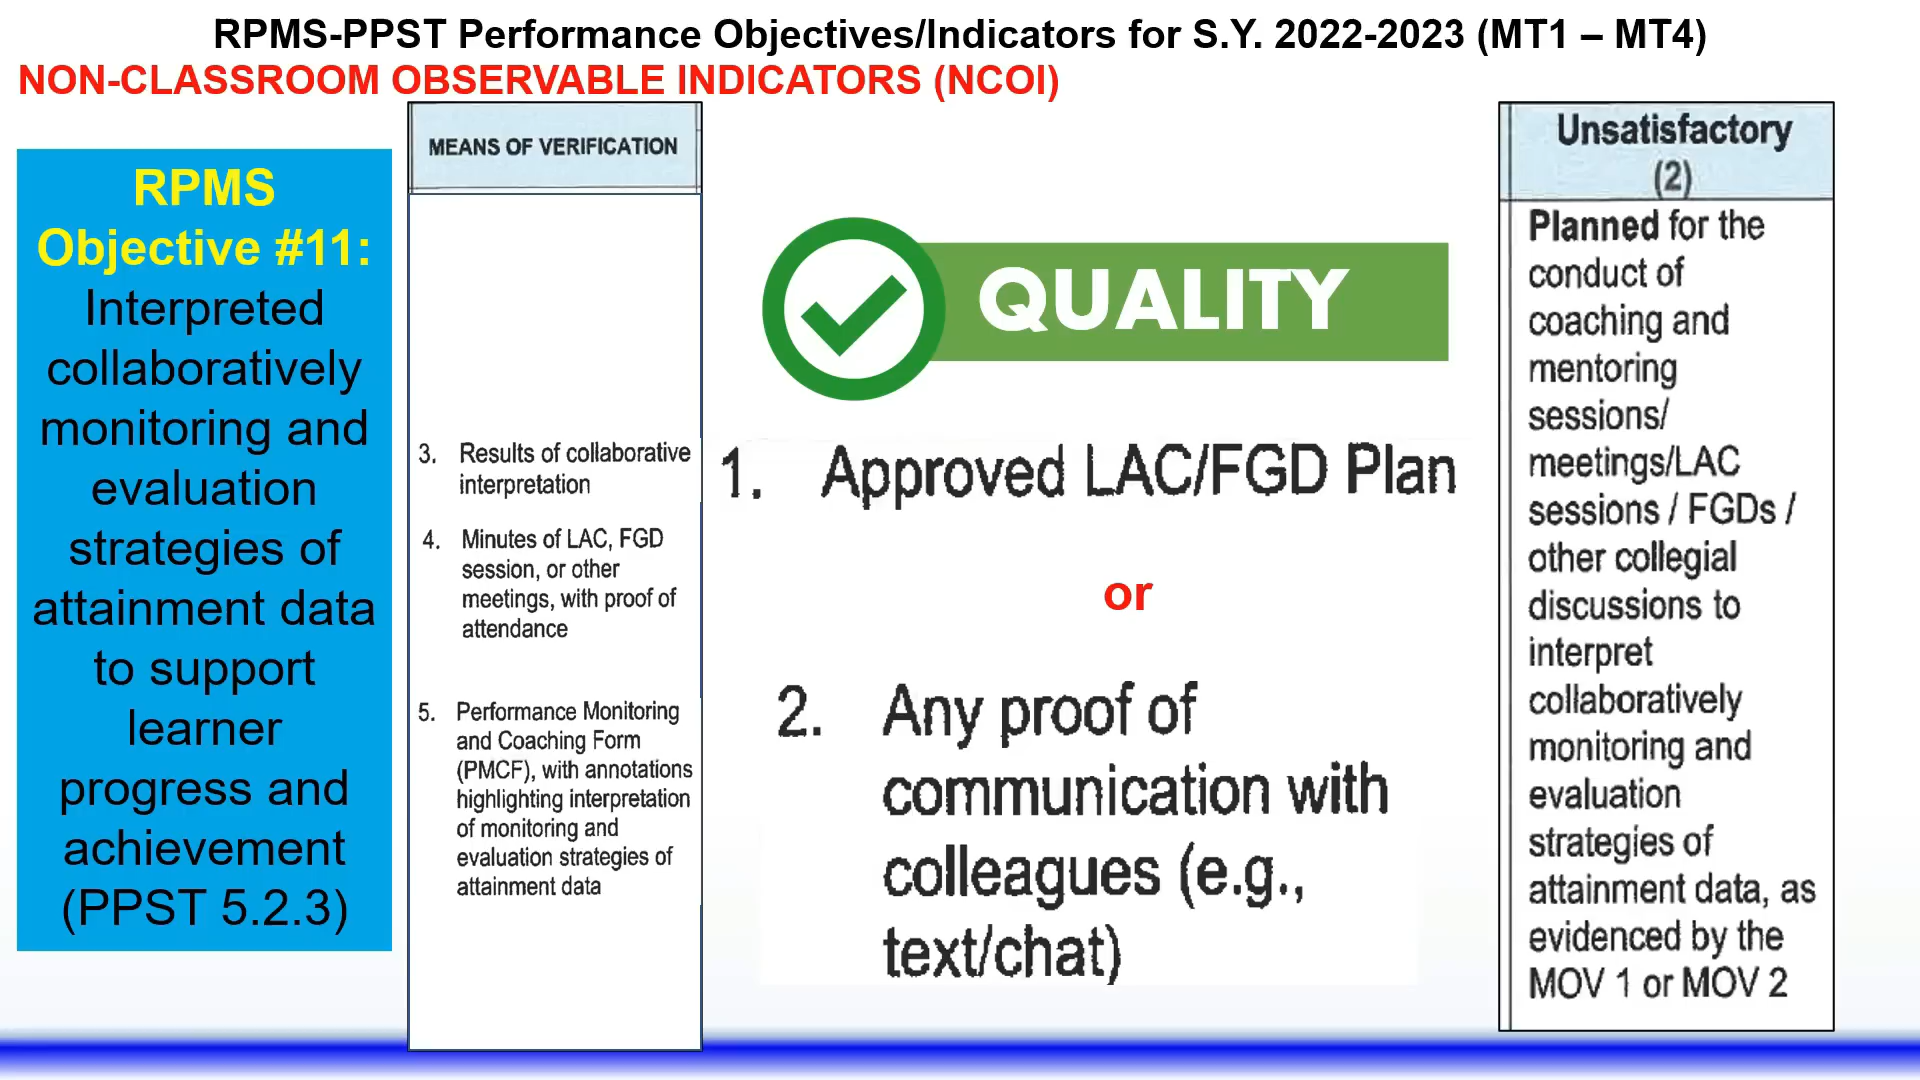 RPMS-PPST Performance Objectives/Indicators for S.Y. 2022-2023 (MT1 – MT4)
NON-CLASSROOM OBSERVABLE INDICATORS (NCOI)
RPMS
Objective #11:
Interpreted
collaboratively
monitoring and
evaluation
strategies of
attainment data
to support
learner
progress and
achievement
(PPST 5.2.3)
MEANS OF VERIFICATION
3. Results of collaborative
interpretation
4. Minutes of LAC, FGD
session, or other
meetings, with proof of
attendance
5. Performance Monitoring
and Coaching Form
(PMCF), with annotations
highlighting interpretation
of monitoring and
evaluation strategies of
attainment data
QUALITY
1. Approved LAC/FGD Plan
or
2. Any proof of
communication with
colleagues (e.g.,
text/chat)
Unsatisfactory
(2)
Planned for the
conduct of
coaching and
mentoring
sessions/
meetings/LAC
sessions / FGDs /
other collegial
discussions to
interpret
collaboratively
monitoring and
evaluation
strategies of
attainment data, as
evidenced by the
MOV 1 or MOV 2